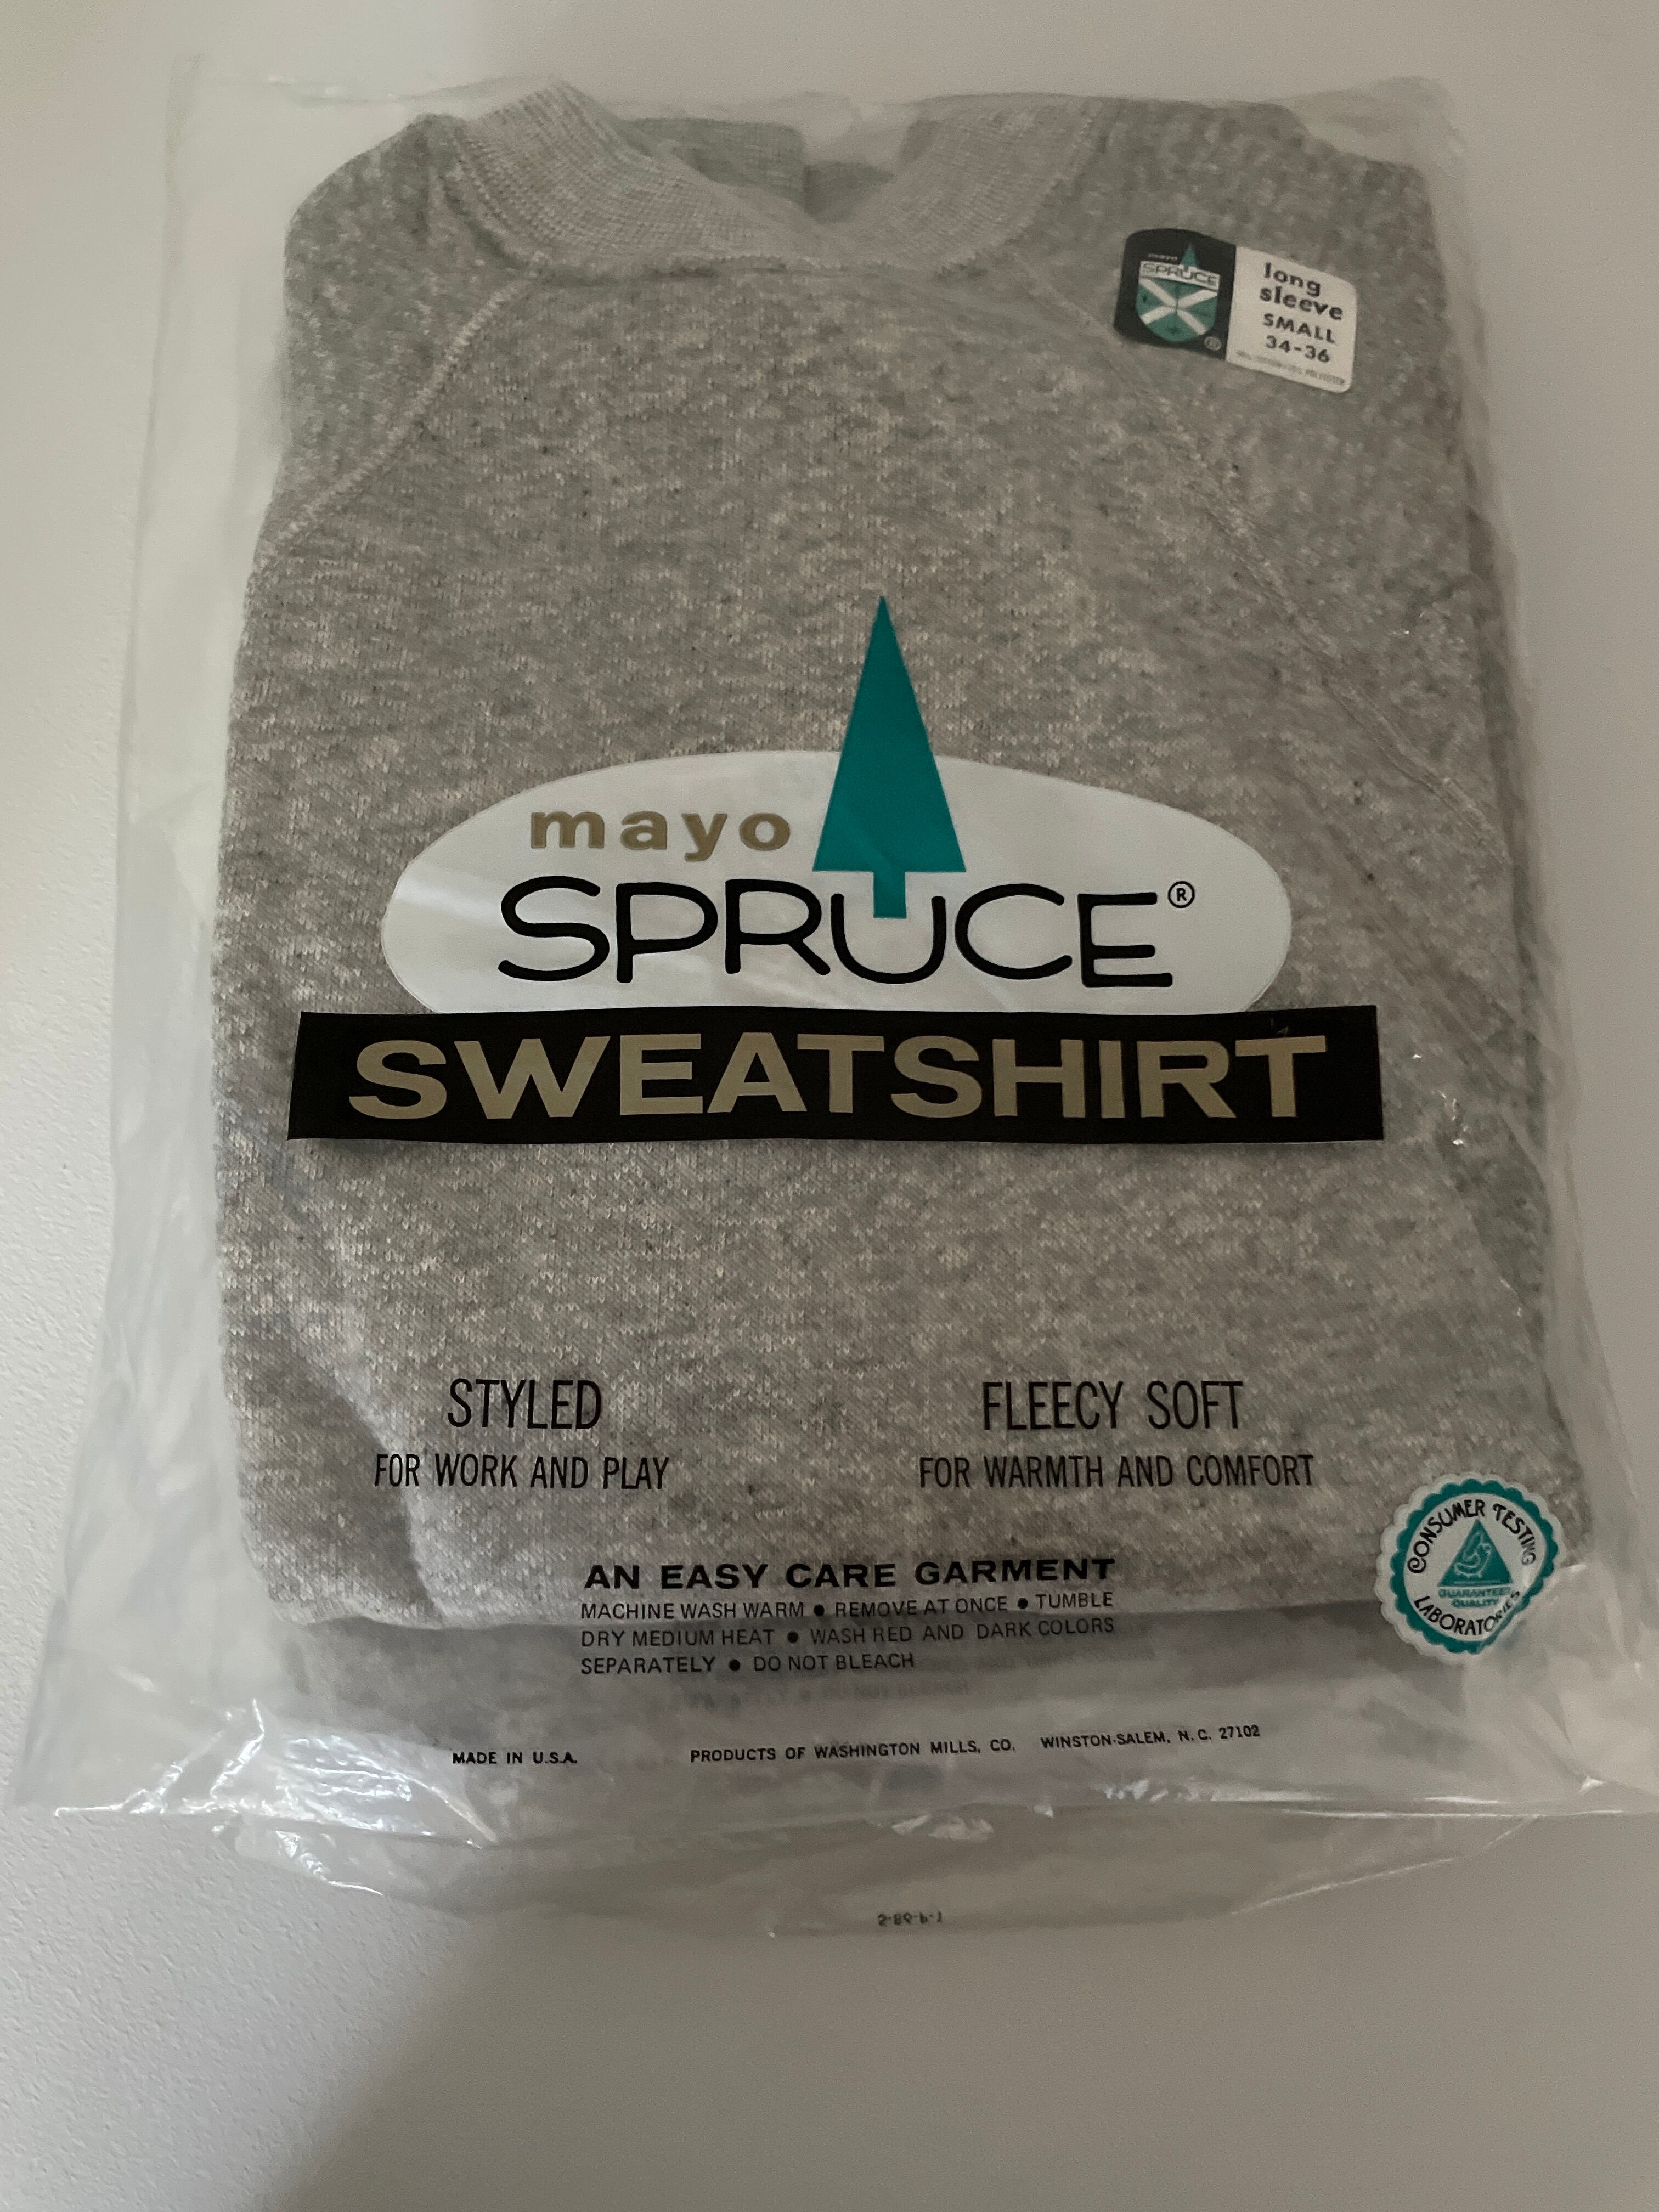 mayo
SPRUCE
®
long
sleeve
SMALL
34-36
mayo
SPRUCE®
SWEATSHIRT
STYLED
FOR WORK AND PLAY
FLEECY SOFT
FOR WARMTH AND COMFORT
CONSUMER TESTING
GUARANTEED
QUALITY
LABORATORIES
AN EASY CARE GARMENT
MACHINE WASH WARM ● REMOVE AT ONCE ● TUMBLE
DRY MEDIUM HEAT ● WASH RED AND DARK COLORS
SEPARATELY ● DO NOT BLEACH
MADE IN U.S.A.
PRODUCTS OF WASHINGTON MILLS, CO. WINSTON-SALEM, N. C. 27102